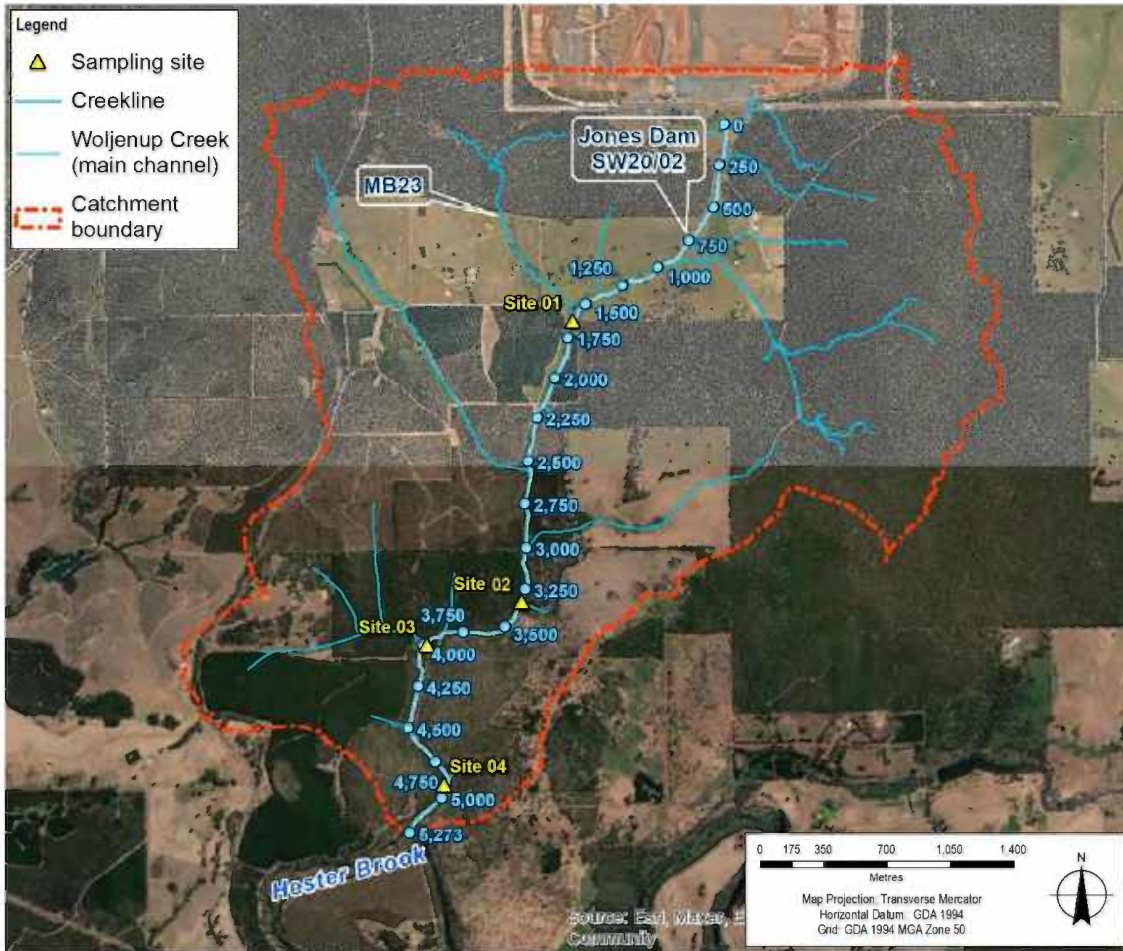 Legend
Sampling site
Creekline
Woljenup Creek
(main channel)
Catchment
boundary
MB23
Jones Dam
SW20/02
0
250
500
750
1,000
1,250
1,500
Site 01
1,750
2,000
2,250
2,500
2,750
3,000
3,250
Site 02
3,500
3,750
Site 03
4,000
4,250
4,500
Site 04
4,750
5,000
5,273
Hester Brook
0 175 350 700 1,050 1,400
Metres
N
Map Projection: Transverse Mercator
Horizontal Datum: GDA 1994
Grid: GDA 1994 MGA Zone 50
Source: Esri, Maxar, E
Community